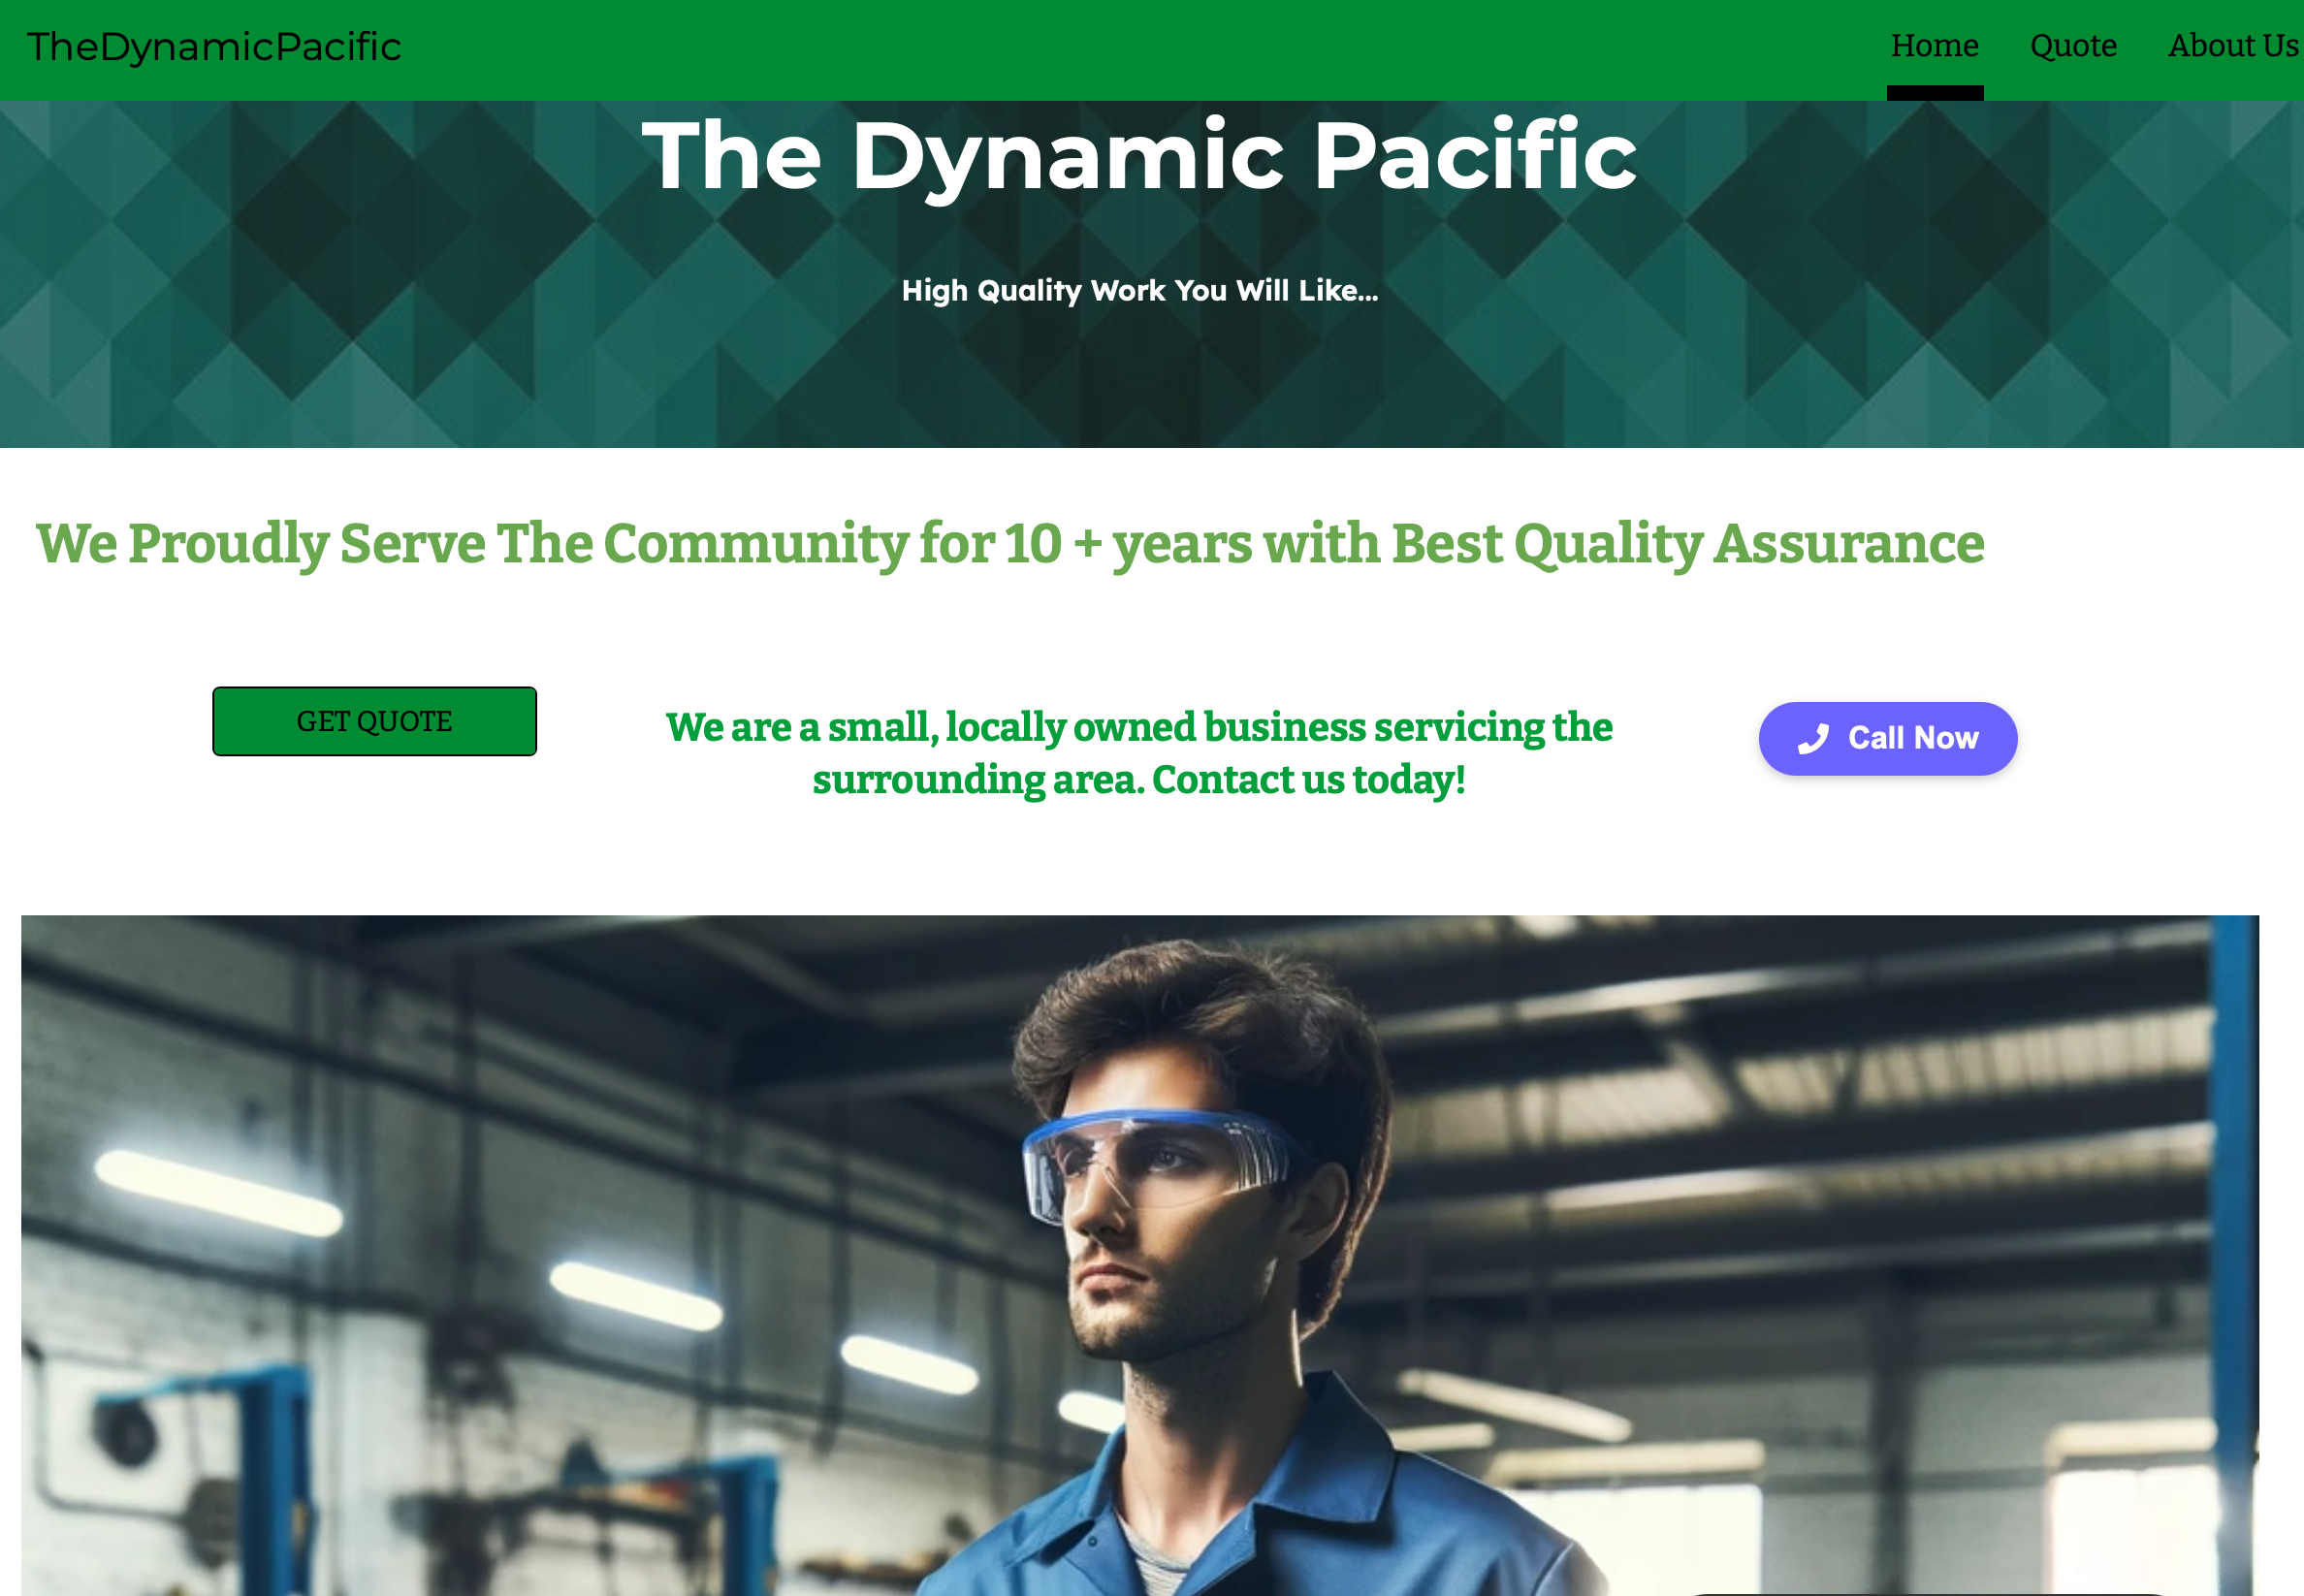 TheDynamicPacific
Home Quote About Us
The Dynamic Pacific
High Quality Work You Will Like...
We Proudly Serve The Community for 10 + years with Best Quality Assurance
GET QUOTE
We are a small, locally owned business servicing the
surrounding area. Contact us today!
Call Now